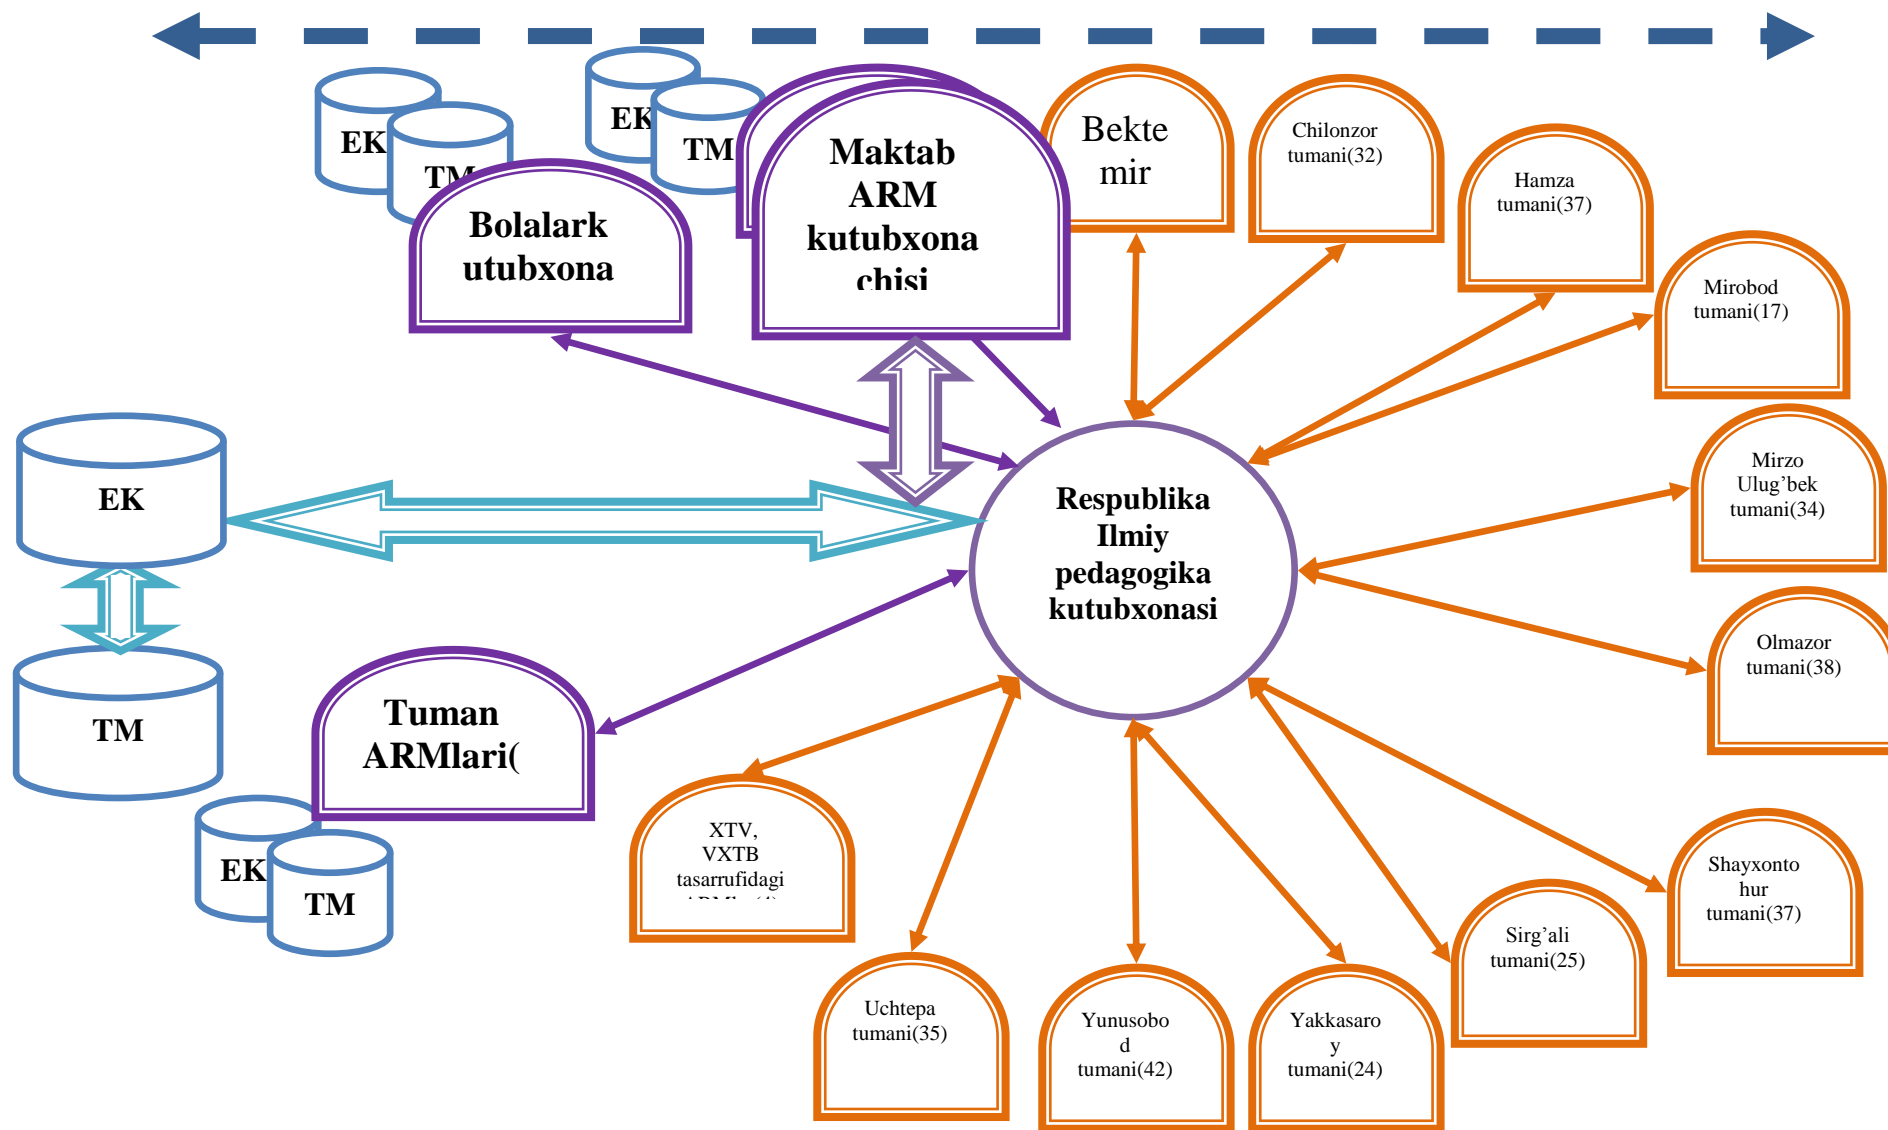 EK
TM
EK
TM
Bolalark
utubxona
Maktab
ARM
kutubxona
chisi
Bekte
mir
Chilonzor
tumani(32)
Hamza
tumani(37)
Mirobod
tumani(17)
Mirzo
Ulug’bek
tumani(34)
Olmazor
tumani(38)
Shayxonto
hur
tumani(37)
Sirg’ali
tumani(25)
Yakkasaro
y
tumani(24)
Yunusobo
d
tumani(42)
Uchtepa
tumani(35)
XTV,
VXTB
tasarrufidagi
Respublika
Ilmiy
pedagogika
kutubxonasi
EK
TM
Tuman
ARMlari(
EK
TM